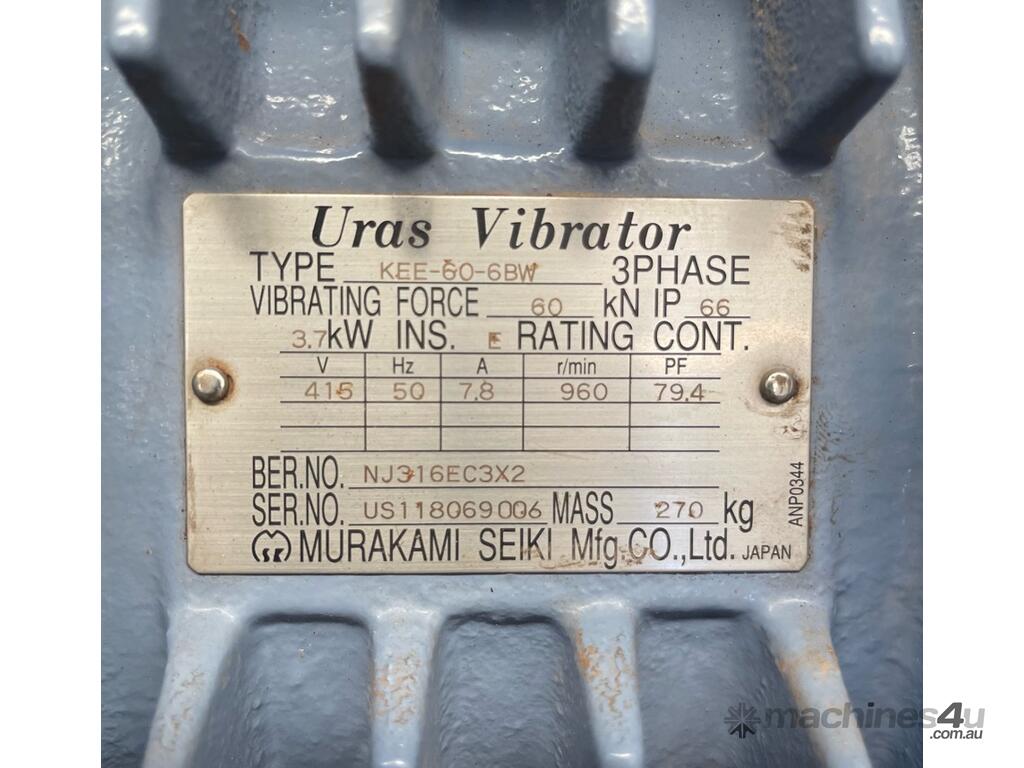 Uras Vibrator
TYPE KEE-60-6BW 3PHASE
VIBRATING FORCE 60 kN IP 66
3.7kW INS. E RATING CONT.
V Hz A r/min PF
415 50 7.8 960 79.4
BER.NO. NJ316EC3X2
SER.NO. US118069006 MASS 270 kg
MURAKAMI SEIKI Mfg.CO.,Ltd. JAPAN
ANP0344
machines4u
.com.au